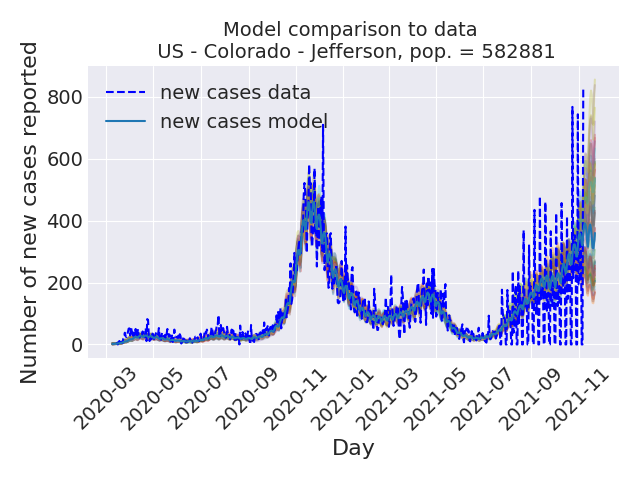 Model comparison to data
US - Colorado - Jefferson, pop. = 582881
Number of new cases reported
800
600
400
200
0
new cases data
new cases model
2020-03
2020-05
2020-07
2020-09
2020-11
2021-01
2021-03
2021-05
2021-07
2021-09
2021-11
Day